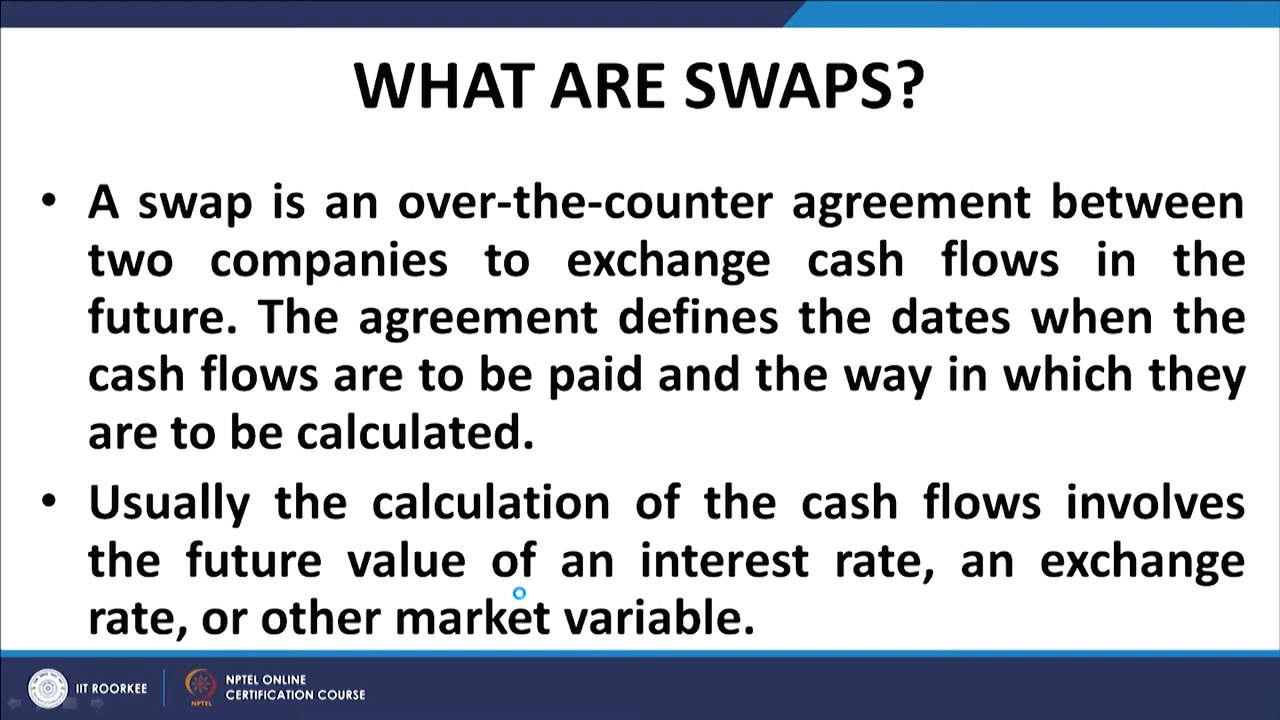 WHAT ARE SWAPS?
• A swap is an over-the-counter agreement between
two companies to exchange cash flows in the
future. The agreement defines the dates when the
cash flows are to be paid and the way in which they
are to be calculated.
• Usually the calculation of the cash flows involves
the future value of an interest rate, an exchange
rate, or other market variable.
IIT ROORKEE
NPTEL
NPTEL ONLINE
CERTIFICATION COURSE